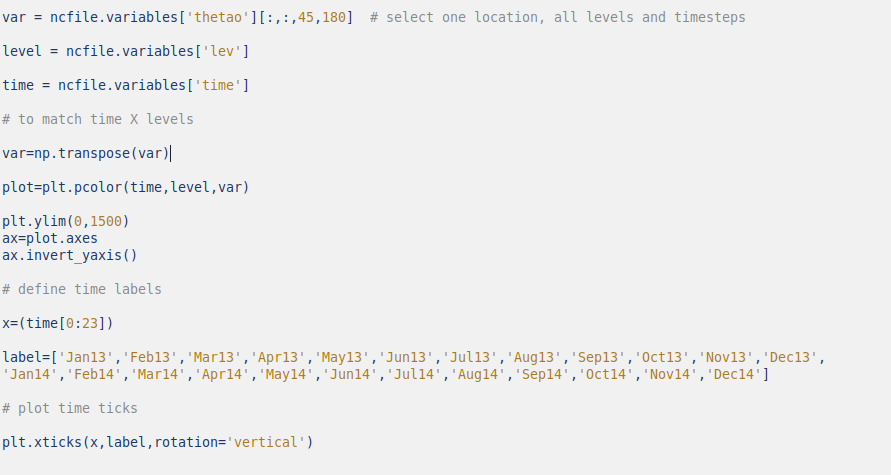 var = ncfile.variables['thetao'][:,:,45,180]  # select one location, all levels and timesteps
level = ncfile.variables['lev']
time = ncfile.variables['time']
# to match time X levels
var=np.transpose(var)
plot=plt.pcolor(time,level,var)
plt.ylim(0,1500)
ax=plot.axes
ax.invert_yaxis()
# define time labels
x=(time[0:23])
label=['Jan13','Feb13','Mar13','Apr13','May13','Jun13','Jul13','Aug13','Sep13','Oct13','Nov13','Dec13',
'Jan14','Feb14','Mar14','Apr14','May14','Jun14','Jul14','Aug14','Sep14','Oct14','Nov14','Dec14']
# plot time ticks
plt.xticks(x,label,rotation='vertical')